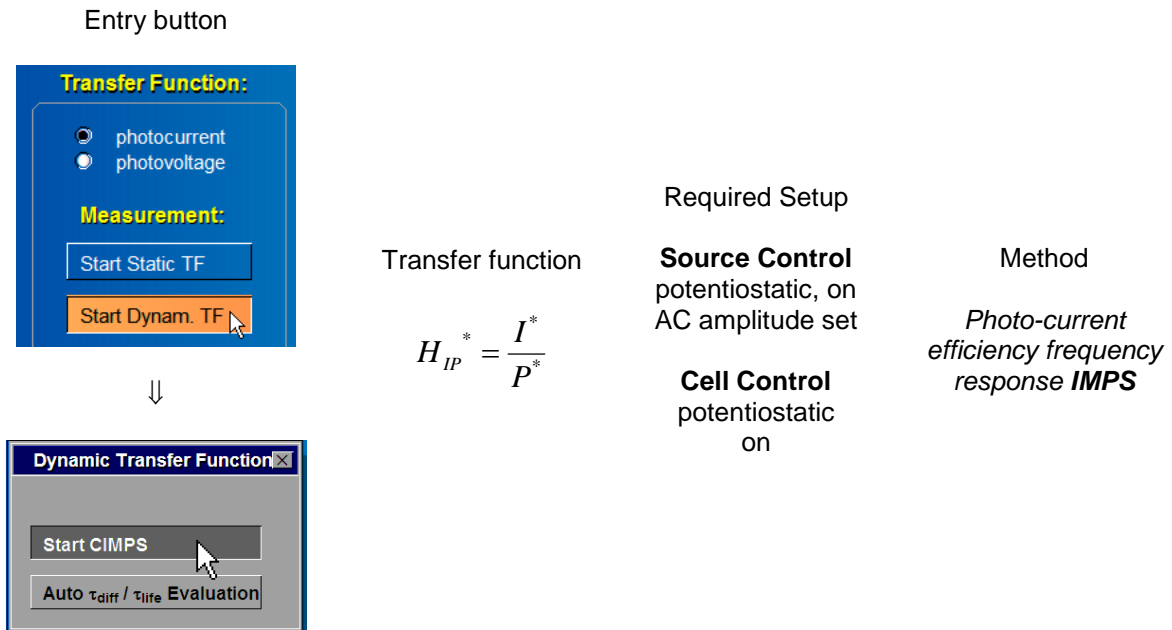 Entry button
Transfer Function:
photocurrent
photovoltage
Measurement:
Start Static TF
Start Dynam. TF
⇓
Dynamic Transfer Function
Start CIMPS
Auto τdiff / τlife Evaluation
Transfer function
H_IP^* = I^* / P^*
Required Setup
Source Control
potentiostatic, on
AC amplitude set
Cell Control
potentiostatic
on
Method
Photo-current
efficiency frequency
response IMPS